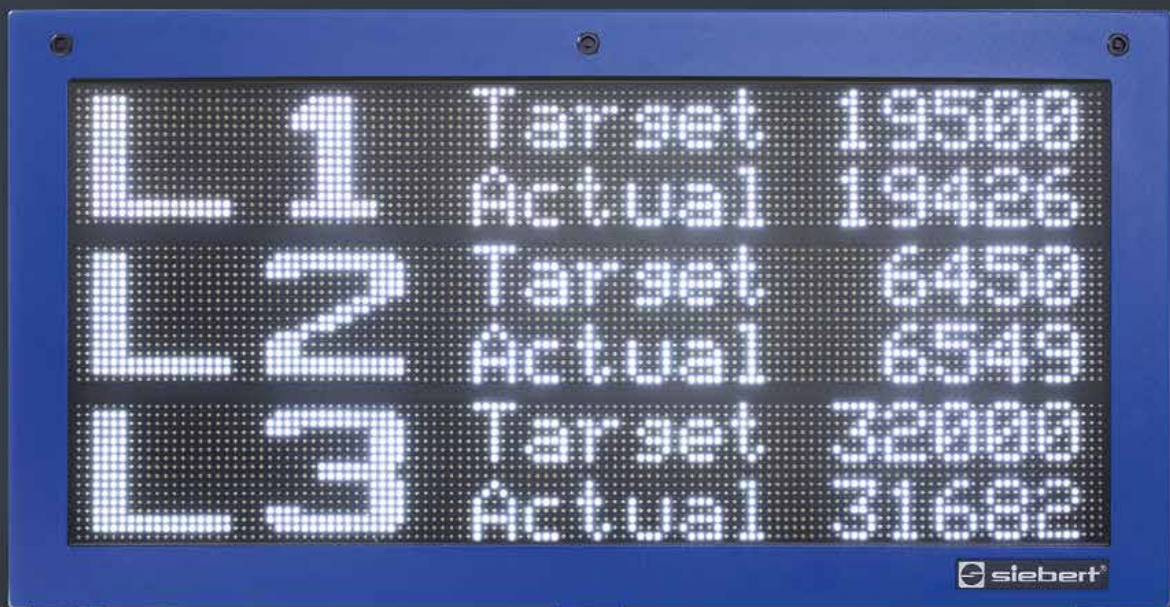 L1 Target 19500
Actual 19426
L2 Target 6450
Actual 6549
L3 Target 32000
Actual 31682
siebert®